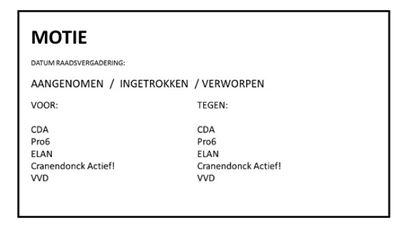 MOTIE
DATUM RAADSVERGADERING:
AANGENOMEN / INGETROKKEN / VERWORPEN
VOOR: TEGEN:
CDA CDA
Pro6 Pro6
ELAN ELAN
Cranendonck Actief! Cranendonck Actief!
VVD VVD